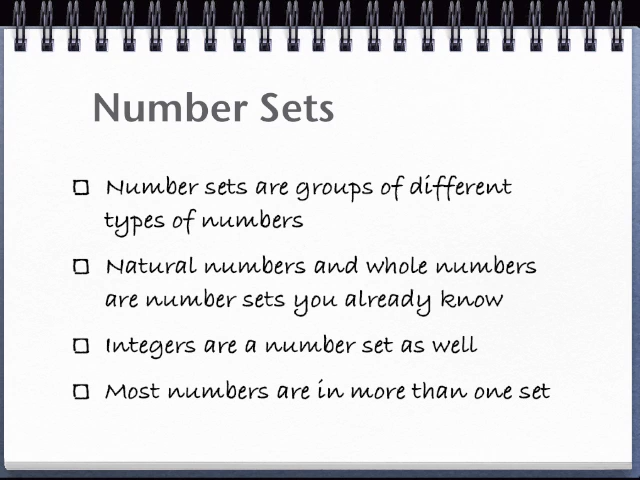 Number Sets
Number sets are groups of different
types of numbers
Natural numbers and whole numbers
are number sets you already know
Integers are a number set as well
Most numbers are in more than one set